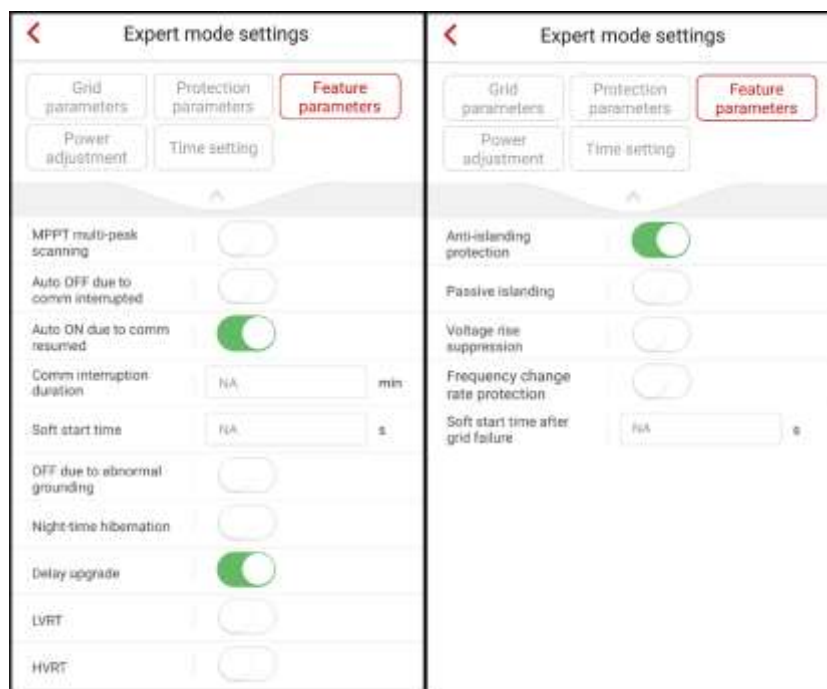 Expert mode settings
Grid
parameters
Protection
parameters
Feature
parameters
Power
adjustment
Time setting
MPPT multi-peak
scanning
Auto OFF due to
comm interrupted
Auto ON due to comm
resumed
Comm interruption
duration
NA
min
Soft start time
NA
s
OFF due to abnormal
grounding
Night-time hibernation
Delay upgrade
LVRT
HVRT
Expert mode settings
Grid
parameters
Protection
parameters
Feature
parameters
Power
adjustment
Time setting
Anti-islanding
protection
Passive islanding
Voltage rise
suppression
Frequency change
rate protection
Soft start time after
grid failure
NA
s